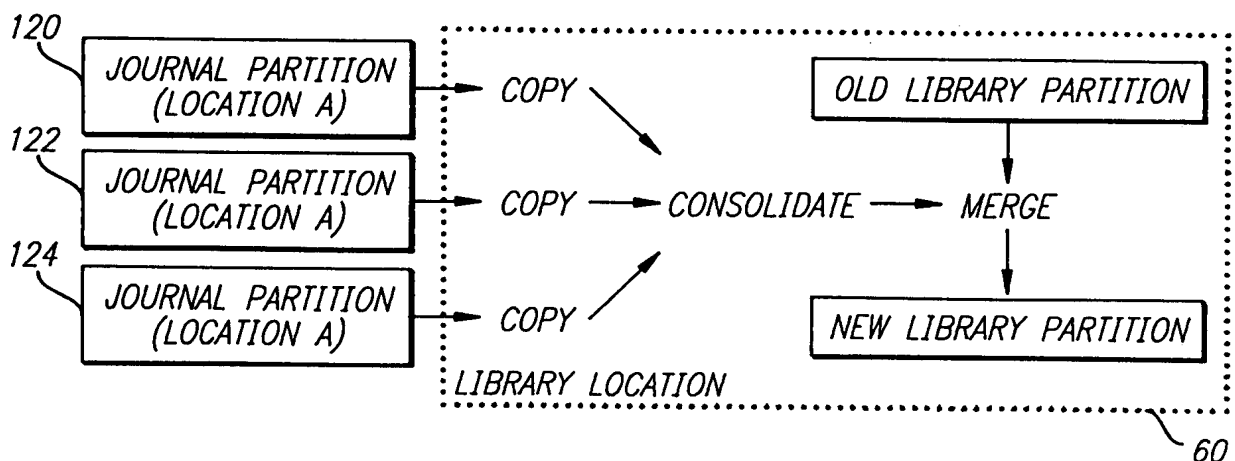 120
JOURNAL PARTITION
(LOCATION A)
COPY
OLD LIBRARY PARTITION
122
JOURNAL PARTITION
(LOCATION A)
COPY
CONSOLIDATE
MERGE
124
JOURNAL PARTITION
(LOCATION A)
COPY
NEW LIBRARY PARTITION
LIBRARY LOCATION
60